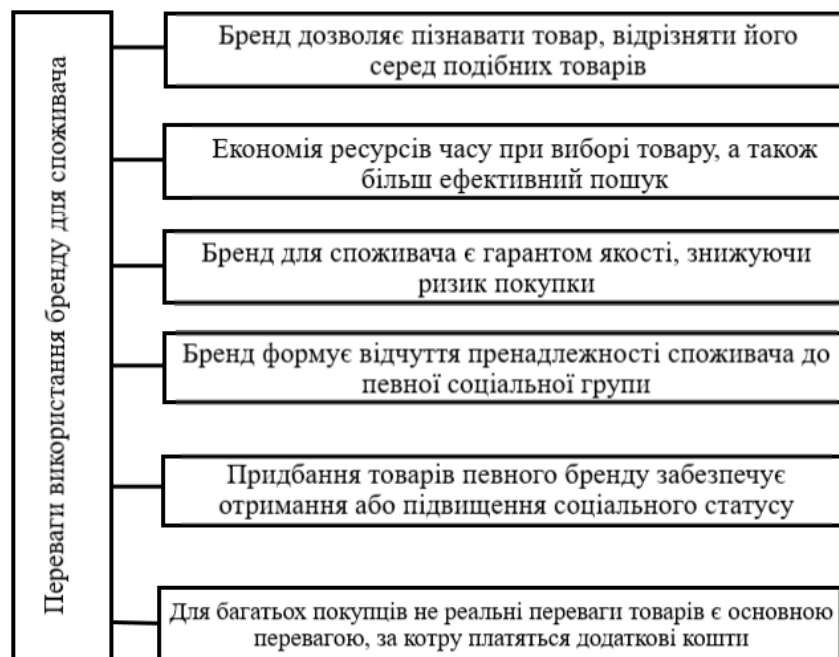 Переваги використання бренду для споживача
Бренд дозволяє пізнавати товар, відрізняти його
серед подібних товарів
Економія ресурсів часу при виборі товару, а також
більш ефективний пошук
Бренд для споживача є гарантом якості, знижуючи
ризик покупки
Бренд формує відчуття пренадлежності споживача до
певної соціальної групи
Придбання товарів певного бренду забезпечує
отримання або підвищення соціального статусу
Для багатьох покупців не реальні переваги товарів є основною
перевагою, за котру платяться додаткові кошти